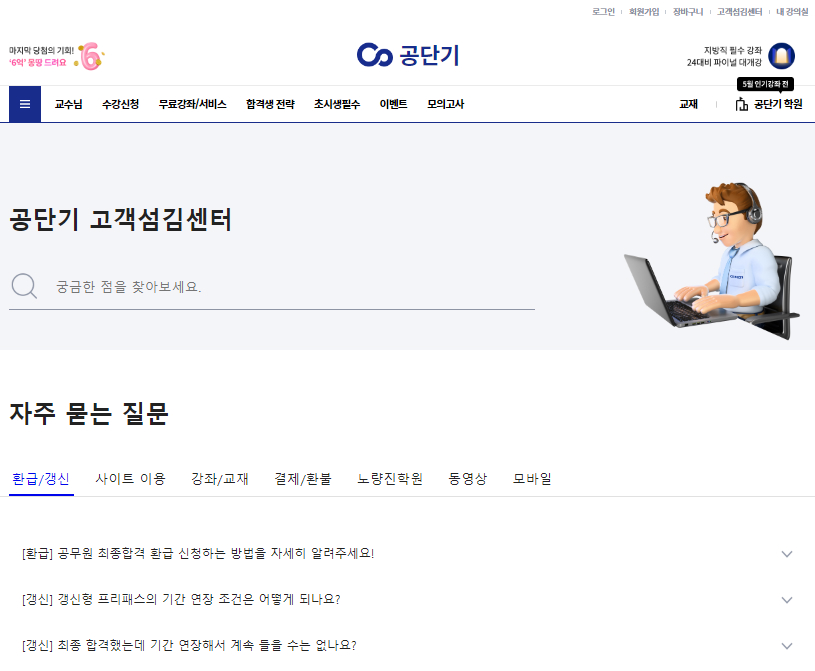 로그인 회원가입 장바구니 고객섬김센터 내 강의실
마지막 당첨의 기회!
'6억' 몽땅 드려요
6
공단기
지방직 필수 강좌
24대비 파이널 대개강
5월 인기강좌 전
교수님 수강신청 무료강좌/서비스 합격생 전략 초시생필수 이벤트 모의고사 교재 공단기 학원
공단기 고객섬김센터
궁금한 점을 찾아보세요.
자주 묻는 질문
환급/갱신 사이트 이용 강좌/교재 결제/환불 노량진학원 동영상 모바일
[환급] 공무원 최종합격 환급 신청하는 방법을 자세히 알려주세요!
[갱신] 갱신형 프리패스의 기간 연장 조건은 어떻게 되나요?
[갱신] 최종 합격했는데 기간 연장해서 계속 들을 수는 없나요?